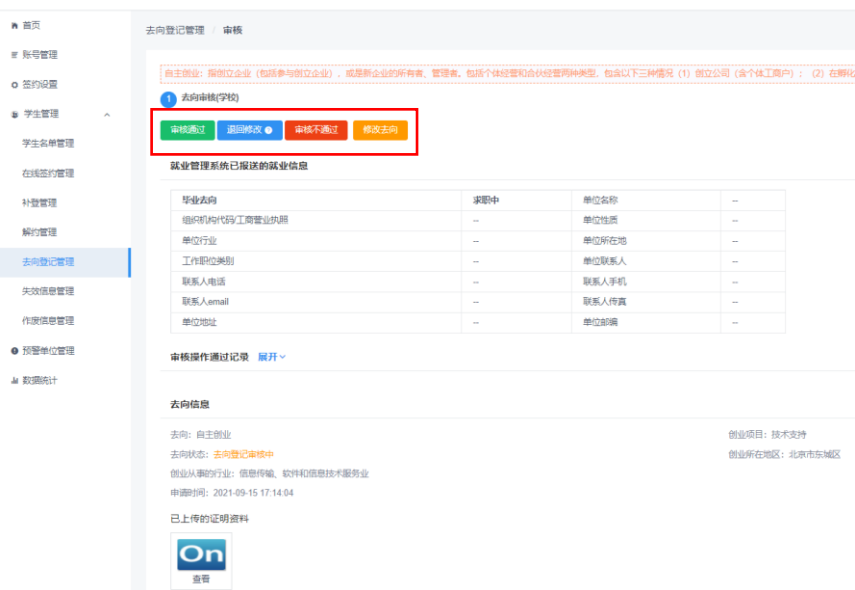 首页
账号管理
签约设置
学生管理
学生名单管理
在线签约管理
补登管理
解约管理
去向登记管理
失效信息管理
作废信息管理
预警单位管理
数据统计
去向登记管理 / 审核
自主创业:指创立企业(包括参与创立企业),或是新企业的所有者、管理者。包括个体经营和合伙经营两种类型。包含以下三种情况(1)创立公司(含个体工商户);(2)在孵化
1 去向审核(学校)
审核通过 退回修改 审核不通过 修改去向
就业管理系统已报送的就业信息
毕业去向 求职中 单位名称 --
组织机构代码/工商营业执照 -- 单位性质 --
单位行业 -- 单位所在地 --
工作职位类别 -- 单位联系人 --
联系人电话 -- 联系人手机 --
联系人email -- 联系人传真 --
单位地址 -- 单位邮编 --
审核操作通过记录 展开
去向信息
去向:自主创业 创业项目:技术支持
去向状态:去向登记审核中 创业所在地区:北京市东城区
创业从事的行业:信息传输、软件和信息技术服务业
申请时间:2021-09-15 17:14:04
已上传的证明资料
On
查看